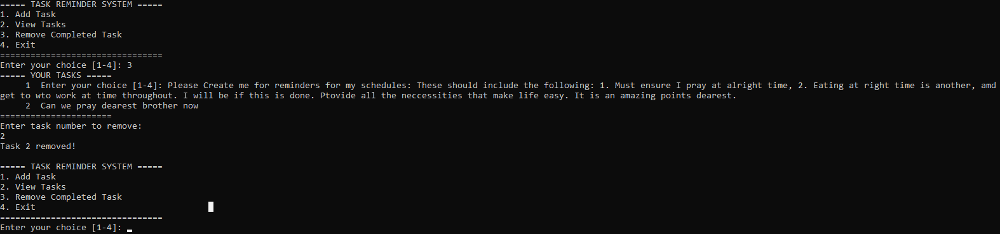 ===== TASK REMINDER SYSTEM =====
1. Add Task
2. View Tasks
3. Remove Completed Task
4. Exit
================================
Enter your choice [1-4]: 3
===== YOUR TASKS =====
     1  Enter your choice [1-4]: Please Create me for reminders for my schedules: These should include the following: 1. Must ensure I pray at alright time, 2. Eating at right time is another, amd
get to wto work at time throughout. I will be if this is done. Ptovide all the neccessities that make life easy. It is an amazing points dearest.
     2  Can we pray dearest brother now
======================
Enter task number to remove:
2
Task 2 removed!

===== TASK REMINDER SYSTEM =====
1. Add Task
2. View Tasks
3. Remove Completed Task
4. Exit
================================
Enter your choice [1-4]: